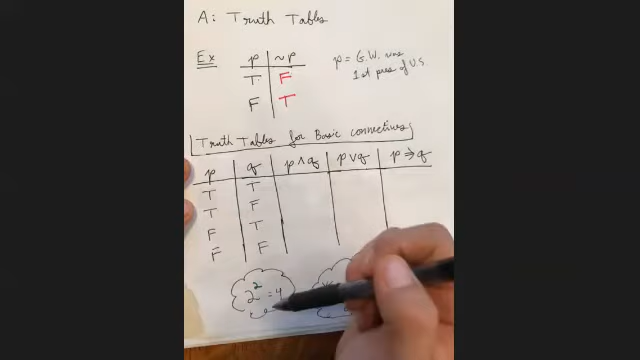 A: Truth Tables
Ex
p ~p
T F
F T
p = G.W. was
1st pres of U.S.
Truth Tables for Basic connectives
p q p ∧ q p ∨ q p ⇒ q
T T
T F
F T
F F
2² = 4